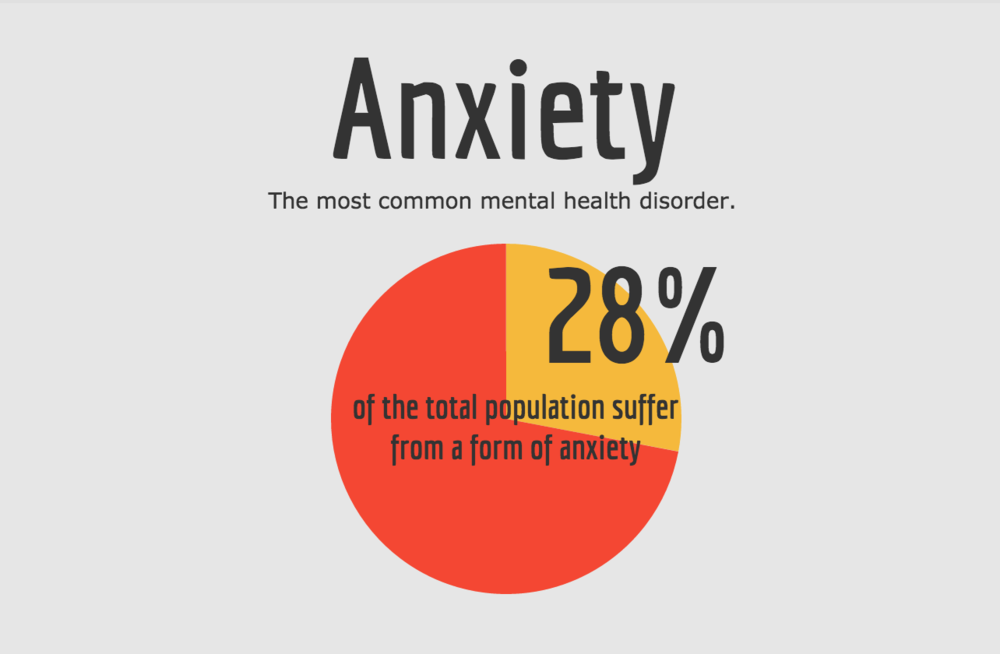 Anxiety
The most common mental health disorder.
28%
of the total population suffer
from a form of anxiety